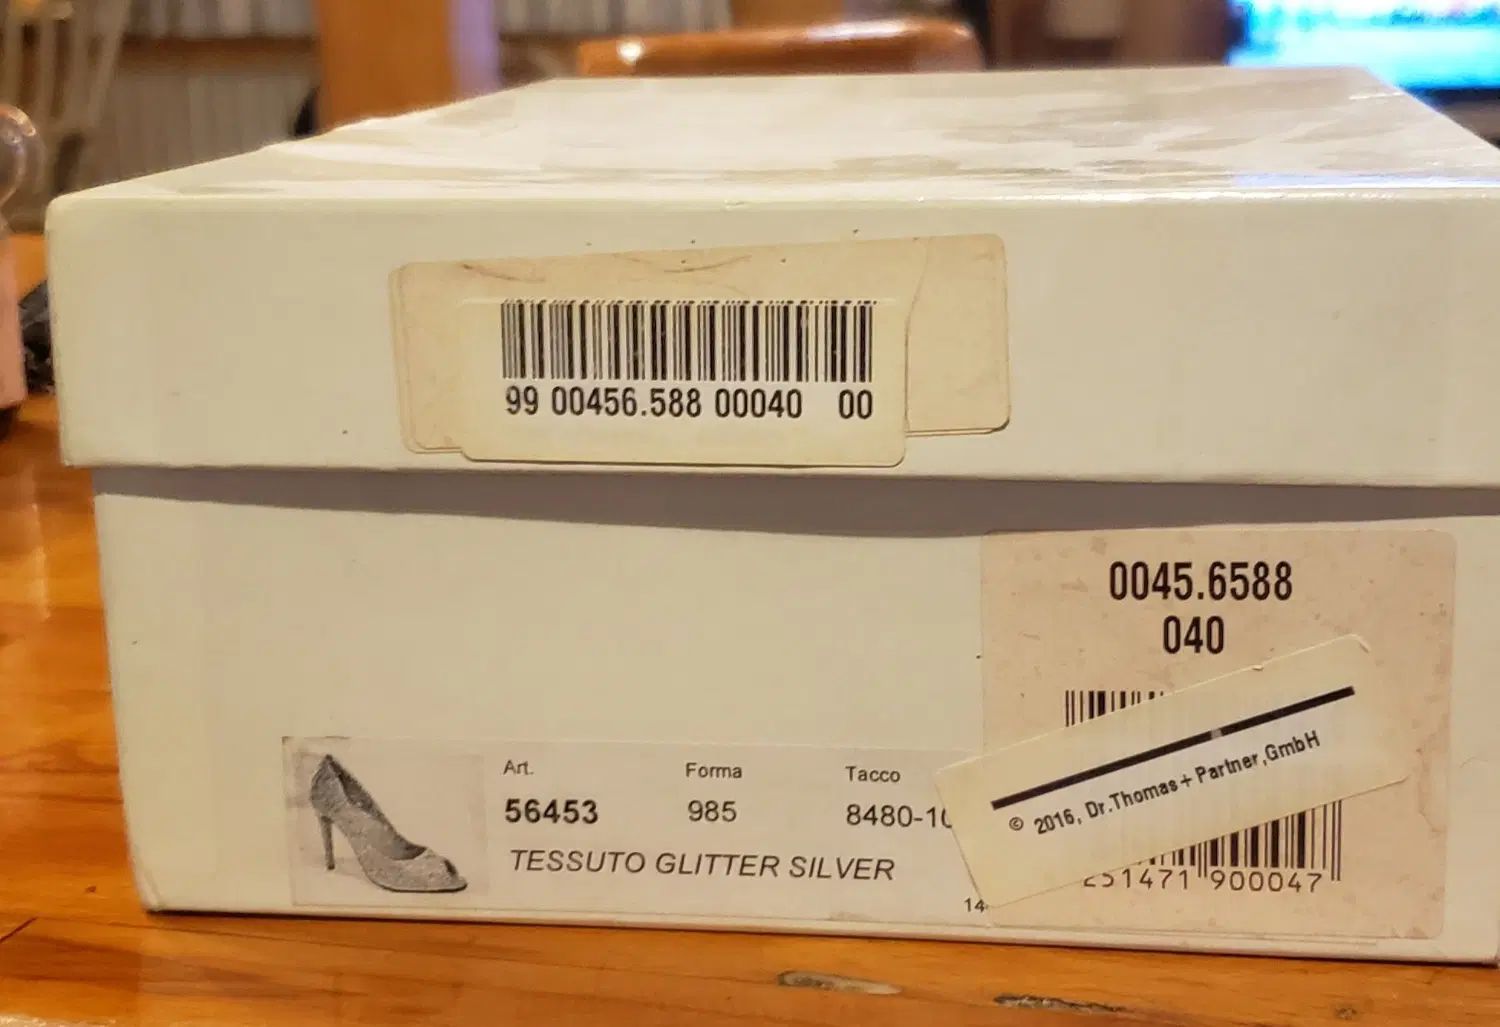 99 00456.588 00040 00
0045.6588
040
Art. Forma Tacco
56453 985 8480-10
TESSUTO GLITTER SILVER
14
© 2016, Dr.Thomas+Partner,GmbH
251471 900047